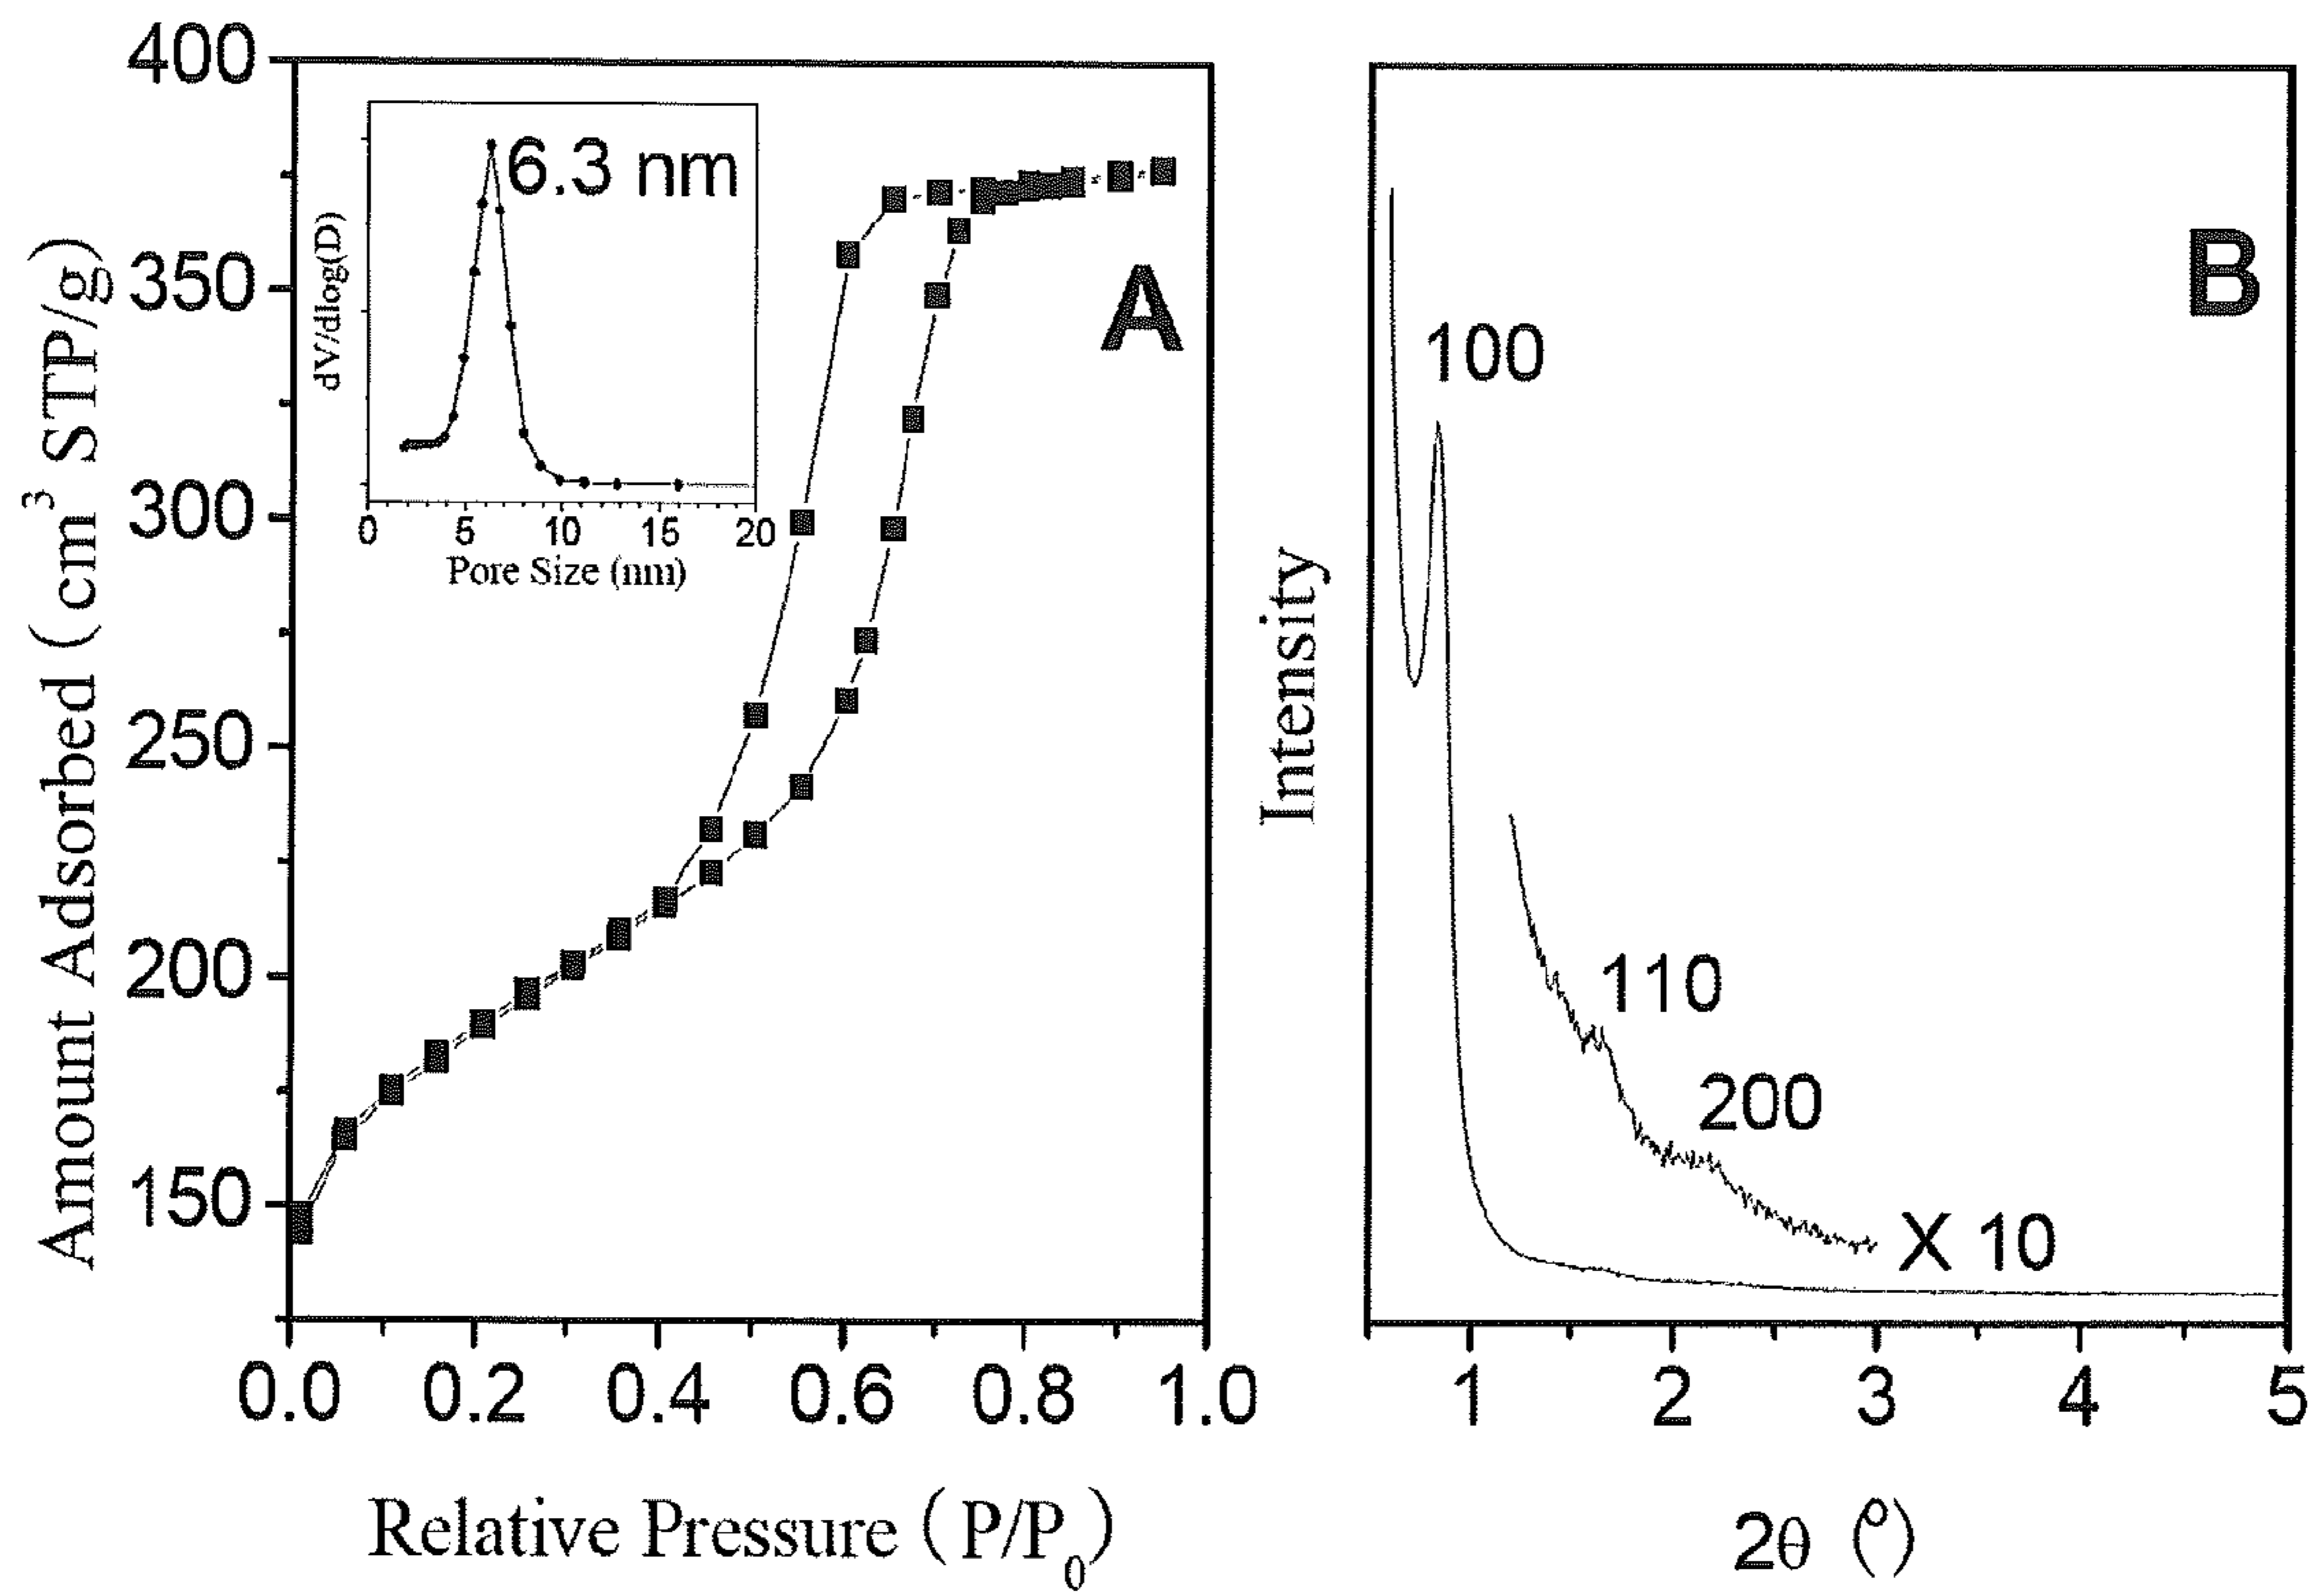 400
350
300
250
200
150
Amount Adsorbed (cm³ STP/g)
0.0 0.2 0.4 0.6 0.8 1.0
Relative Pressure (P/P₀)
A
6.3 nm
dV/dlog(D)
0 5 10 15 20
Pore Size (nm)
B
100
110
200
X 10
Intensity
1 2 3 4 5
2θ (°)